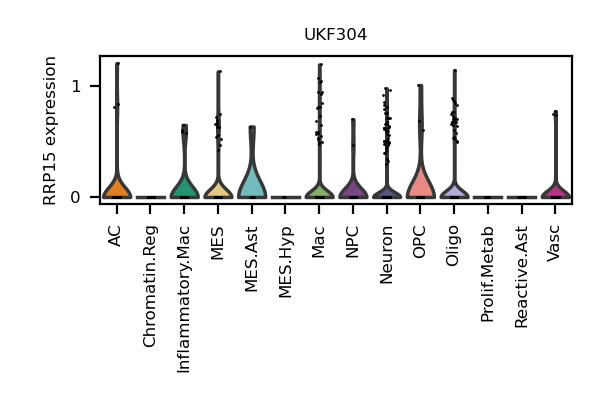 UKF304
RRP15 expression
1
0
AC
Chromatin.Reg
Inflammatory.Mac
MES
MES.Ast
MES.Hyp
Mac
NPC
Neuron
OPC
Oligo
Prolif.Metab
Reactive.Ast
Vasc